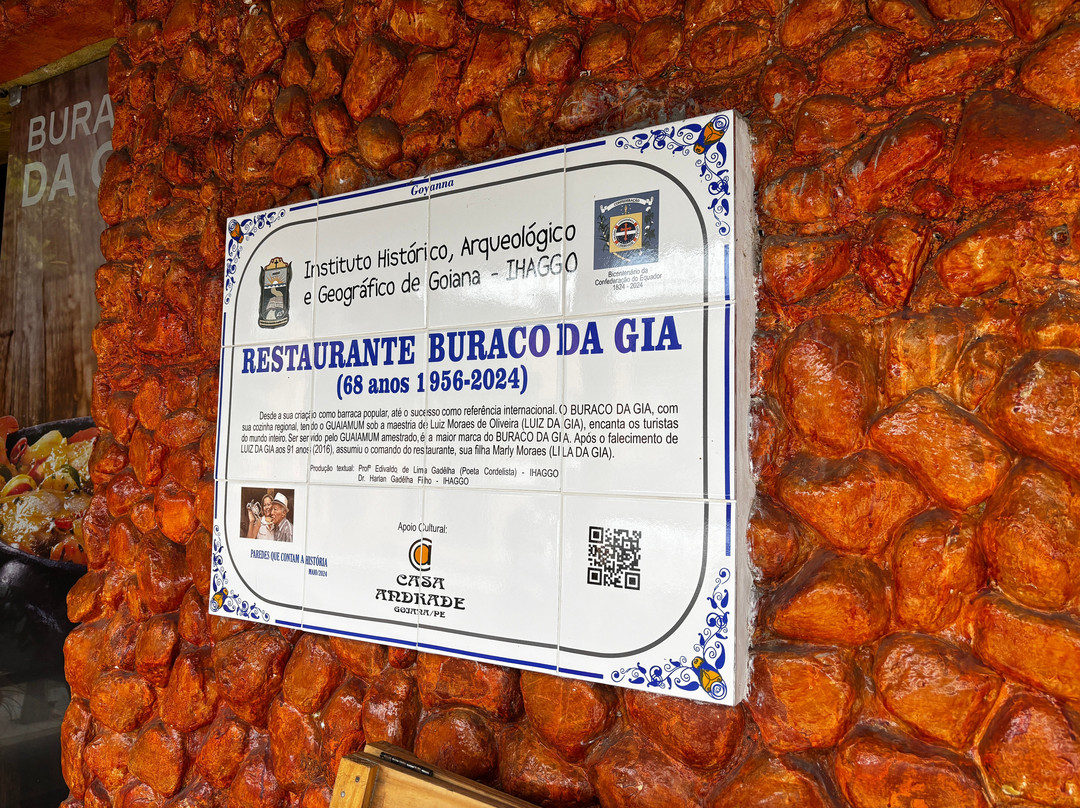 BURA
DA G
Goyanna
Instituto Histórico, Arqueológico
e Geográfico de Goiana - IHAGGO
Bicentenário da
Confederação do Equador
1824 - 2024
RESTAURANTE BURACO DA GIA
(68 anos 1956-2024)
Desde a sua criação como barraca popular, até o sucesso como referência internacional. O BURACO DA GIA, com
sua cozinha regional, tendo o GUAIAMUM sob a maestria de Luiz Moraes de Oliveira (LUIZ DA GIA), encanta os turistas
do mundo inteiro. Ser servido pelo GUAIAMUM amestrado, é a maior marca do BURACO DA GIA. Após o falecimento de
LUIZ DA GIA aos 91 anos (2016), assumiu o comando do restaurante, sua filha Marly Moraes (LILA DA GIA).
Produção textual: Profº Edivaldo de Lima Gadêlha (Poeta Cordelista) - IHAGGO
Dr. Harlan Gadêlha Filho - IHAGGO
PAREDES QUE CONTAM A HISTÓRIA
MAIO/2024
Apoio Cultural:
CASA
ANDRADE
GOIANA/PE